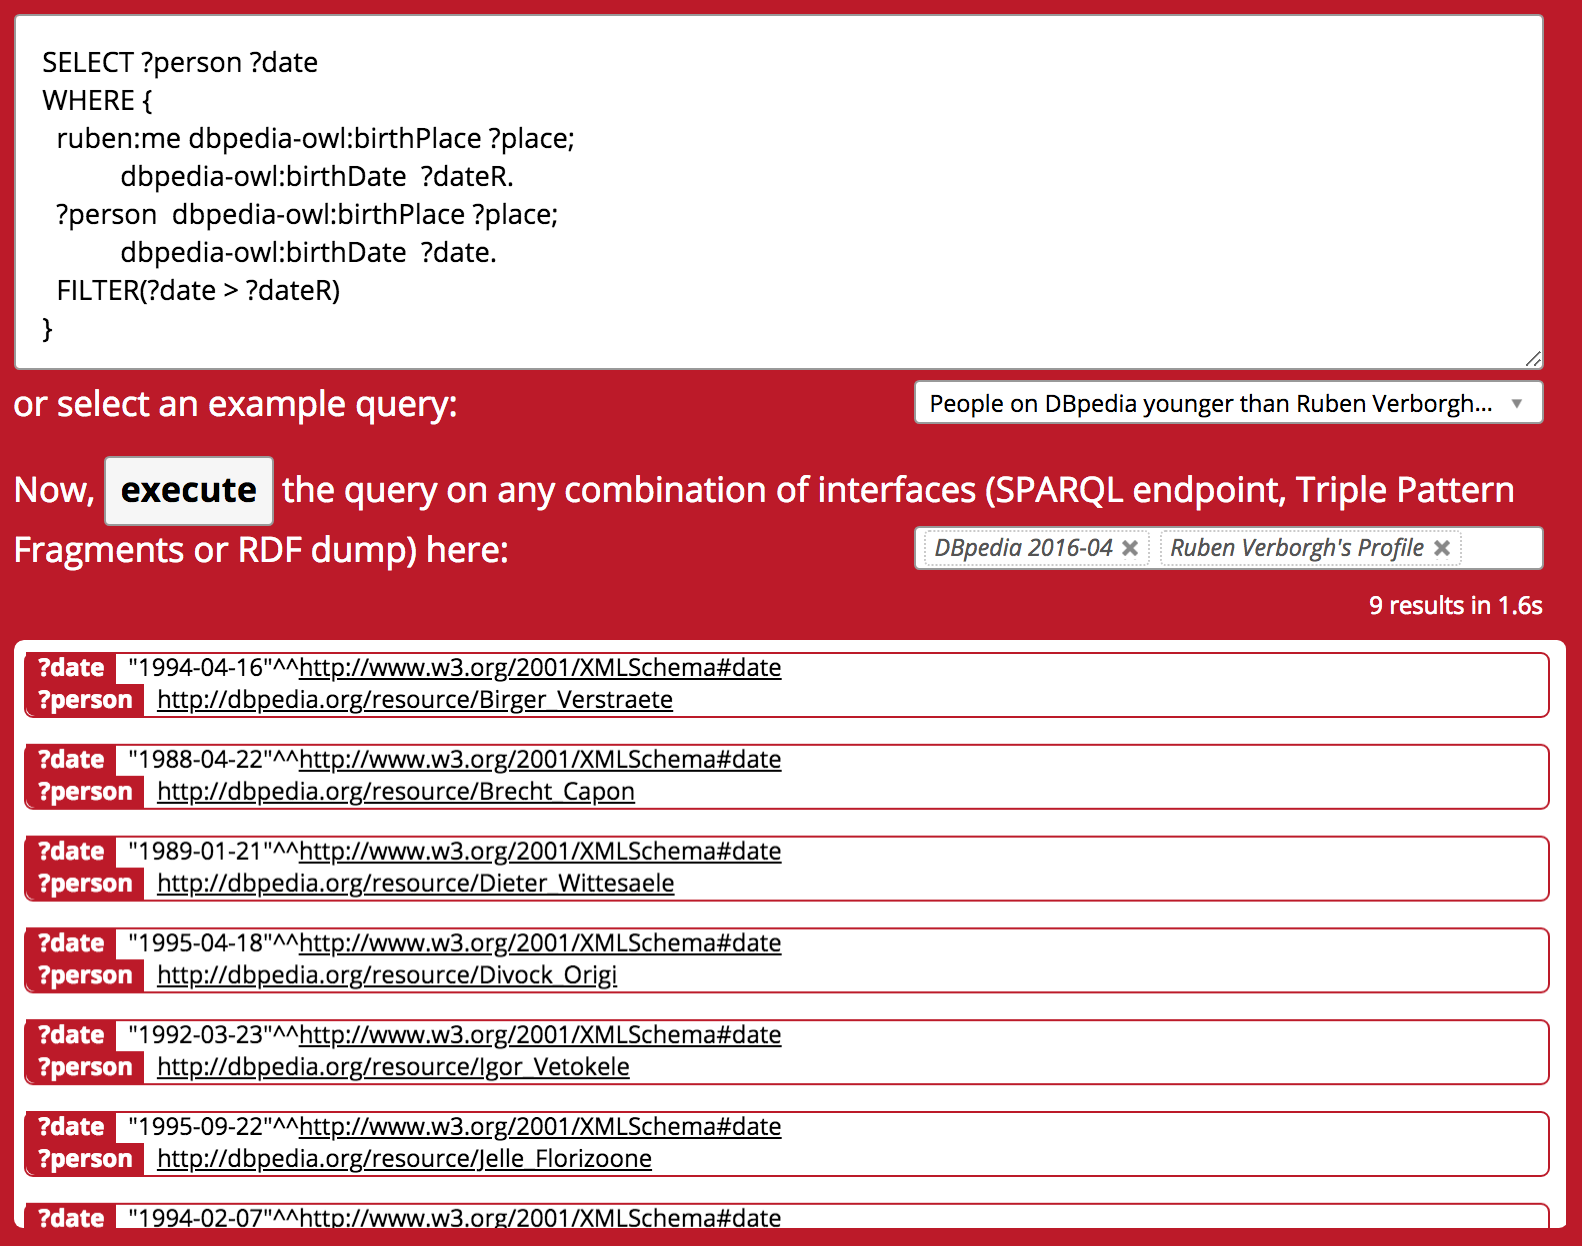 SELECT ?person ?date
WHERE {
ruben:me dbpedia-owl:birthPlace ?place;
dbpedia-owl:birthDate ?dateR.
?person dbpedia-owl:birthPlace ?place;
dbpedia-owl:birthDate ?date.
FILTER(?date > ?dateR)
}
or select an example query:
People on DBpedia younger than Ruben Verborgh...
Now, execute the query on any combination of interfaces (SPARQL endpoint, Triple Pattern
Fragments or RDF dump) here:
DBpedia 2016-04 × Ruben Verborgh's Profile ×
9 results in 1.6s
?date "1994-04-16"^^http://www.w3.org/2001/XMLSchema#date
?person http://dbpedia.org/resource/Birger_Verstraete
?date "1988-04-22"^^http://www.w3.org/2001/XMLSchema#date
?person http://dbpedia.org/resource/Brecht_Capon
?date "1989-01-21"^^http://www.w3.org/2001/XMLSchema#date
?person http://dbpedia.org/resource/Dieter_Wittesaele
?date "1995-04-18"^^http://www.w3.org/2001/XMLSchema#date
?person http://dbpedia.org/resource/Divock_Origi
?date "1992-03-23"^^http://www.w3.org/2001/XMLSchema#date
?person http://dbpedia.org/resource/Igor_Vetokele
?date "1995-09-22"^^http://www.w3.org/2001/XMLSchema#date
?person http://dbpedia.org/resource/Jelle_Florizoone
?date "1994-02-07"^^http://www.w3.org/2001/XMLSchema#date